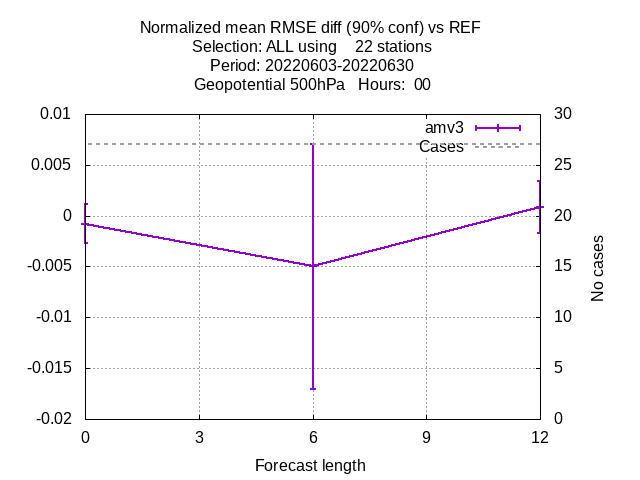 Normalized mean RMSE diff (90% conf) vs REF
Selection: ALL using    22 stations
Period: 20220603-20220630
Geopotential 500hPa   Hours:  00
0.01
0.005
0
-0.005
-0.01
-0.015
-0.02
amv3
Cases
30
25
20
15
10
5
0
No cases
0 3 6 9 12
Forecast length